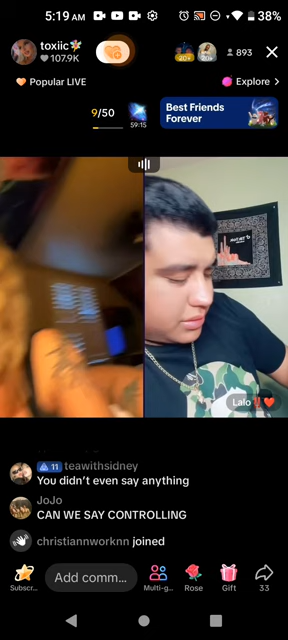 5:19 AM
38%
toxiic
107.9K
20+
893
Popular LIVE
Explore >
9/50
59:15
Best Friends
Forever
Lalo
11 teawithsidney
You didn't even say anything
JoJo
CAN WE SAY CONTROLLING
christiannworknn joined
Subscr...
Add comm...
Multi-g...
Rose
Gift
33